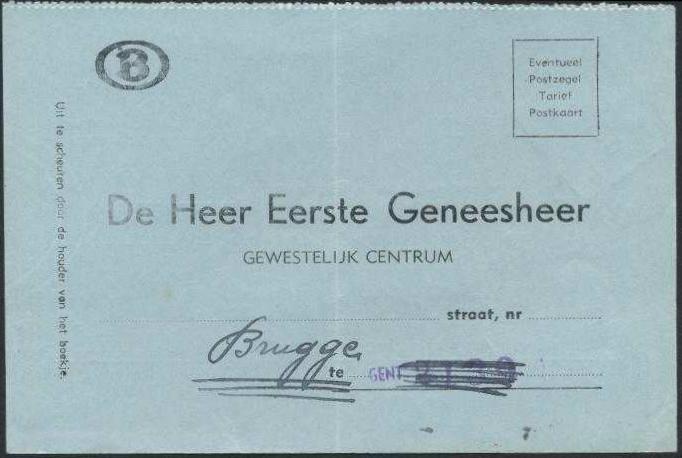 B
Eventueel
Postzegel
Tarief
Postkaart
Uit te scheuren door de houder van het boekje.
De Heer Eerste Geneesheer
GEWESTELIJK CENTRUM
straat, nr
Brugge
te GENT